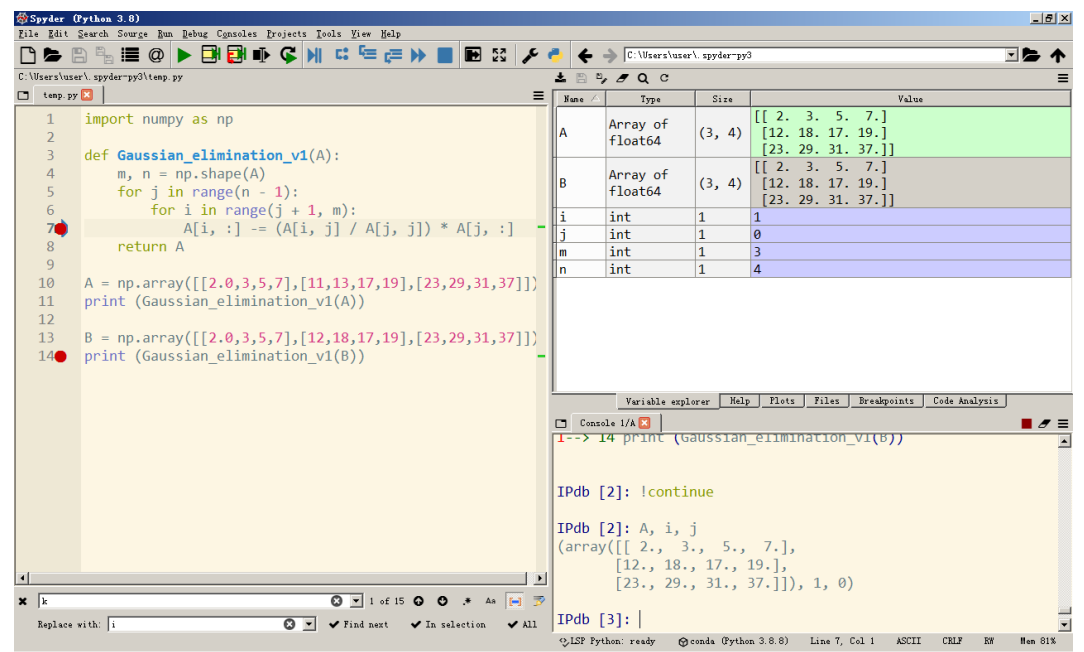 Spyder (Python 3.8)
File Edit Search Source Run Debug Consoles Projects Tools View Help
C:\Users\user\.spyder-py3
C:\Users\user\.spyder-py3\temp.py
temp.py
1 import numpy as np
2
3 def Gaussian_elimination_v1(A):
4 m, n = np.shape(A)
5 for j in range(n - 1):
6 for i in range(j + 1, m):
7 A[i, :] -= (A[i, j] / A[j, j]) * A[j, :]
8 return A
9
10 A = np.array([[2.0,3,5,7],[11,13,17,19],[23,29,31,37]])
11 print (Gaussian_elimination_v1(A))
12
13 B = np.array([[2.0,3,5,7],[12,18,17,19],[23,29,31,37]])
14 print (Gaussian_elimination_v1(B))
k
1 of 15
Aa
Replace with: i
Find next In selection All
Name Type Size Value
A Array of float64 (3, 4) [[ 2. 3. 5. 7.]
[12. 18. 17. 19.]
[23. 29. 31. 37.]]
B Array of float64 (3, 4) [[ 2. 3. 5. 7.]
[12. 18. 17. 19.]
[23. 29. 31. 37.]]
i int 1 1
j int 1 0
m int 1 3
n int 1 4
Variable explorer Help Plots Files Breakpoints Code Analysis
Console 1/A
1--> 14 print (Gaussian_elimination_v1(B))
IPdb [2]: !continue
IPdb [2]: A, i, j
(array([[ 2., 3., 5., 7.],
[12., 18., 17., 19.],
[23., 29., 31., 37.]]), 1, 0)
IPdb [3]:
LSP Python: ready conda (Python 3.8.8) Line 7, Col 1 ASCII CRLF RW Mem 81%